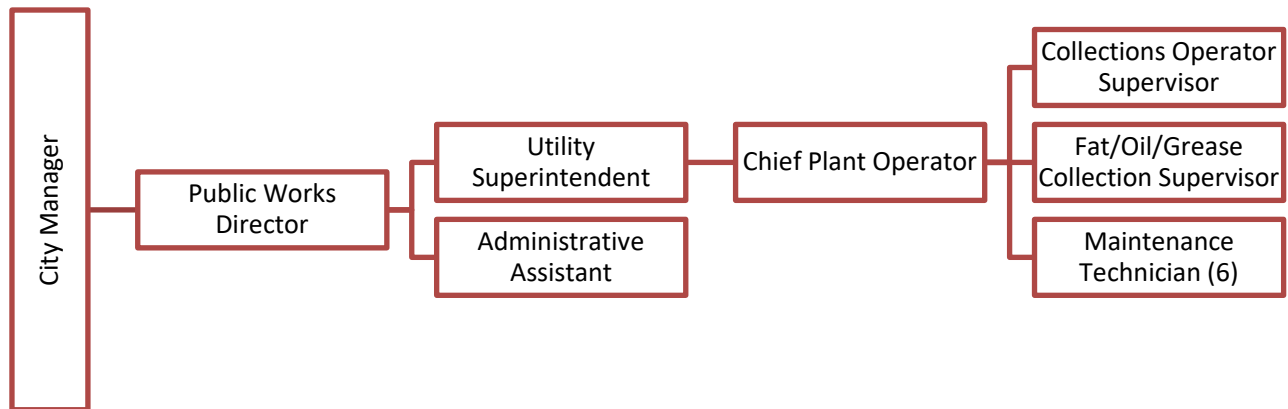 City Manager
Public Works
Director
Utility
Superintendent
Administrative
Assistant
Chief Plant Operator
Collections Operator
Supervisor
Fat/Oil/Grease
Collection Supervisor
Maintenance
Technician (6)